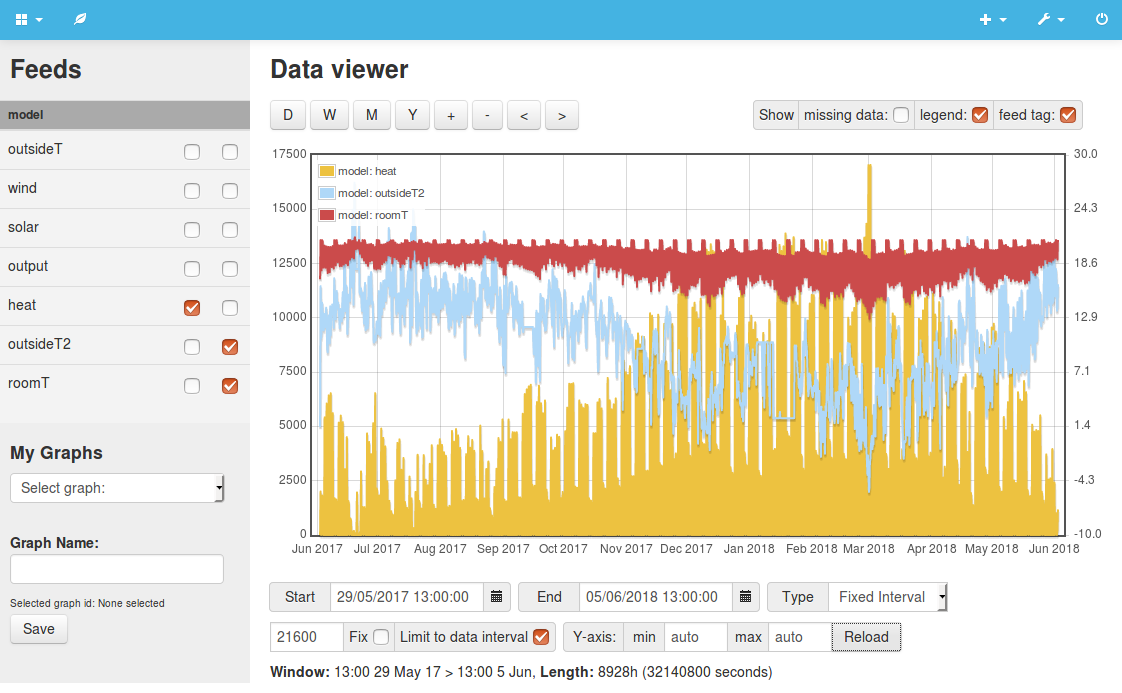 Feeds
model
outsideT
wind
solar
output
heat
outsideT2
roomT
My Graphs
Select graph:
Graph Name:
Selected graph id: None selected
Save
Data viewer
D W M Y + - < >
Show missing data: legend: feed tag:
17500 30.0
15000 24.3
12500 18.6
10000 12.9
7500 7.1
5000 1.4
2500 -4.3
0 -10.0
model: heat
model: outsideT2
model: roomT
Jun 2017 Jul 2017 Aug 2017 Sep 2017 Oct 2017 Nov 2017 Dec 2017 Jan 2018 Feb 2018 Mar 2018 Apr 2018 May 2018 Jun 2018
Start 29/05/2017 13:00:00 End 05/06/2018 13:00:00 Type Fixed Interval
21600 Fix Limit to data interval Y-axis: min auto max auto Reload
Window: 13:00 29 May 17 > 13:00 5 Jun, Length: 8928h (32140800 seconds)